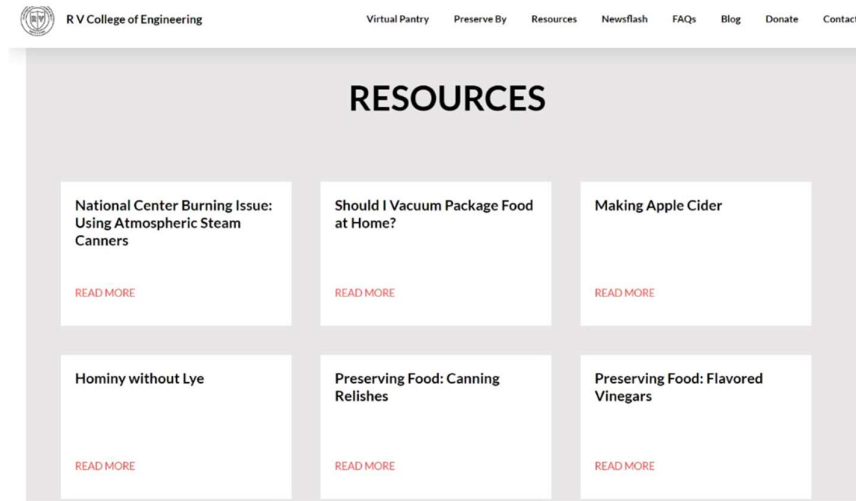 R V College of Engineering
Virtual Pantry Preserve By Resources Newsflash FAQs Blog Donate Contact
RESOURCES
National Center Burning Issue:
Using Atmospheric Steam
Canners
READ MORE
Should I Vacuum Package Food
at Home?
READ MORE
Making Apple Cider
READ MORE
Hominy without Lye
READ MORE
Preserving Food: Canning
Relishes
READ MORE
Preserving Food: Flavored
Vinegars
READ MORE